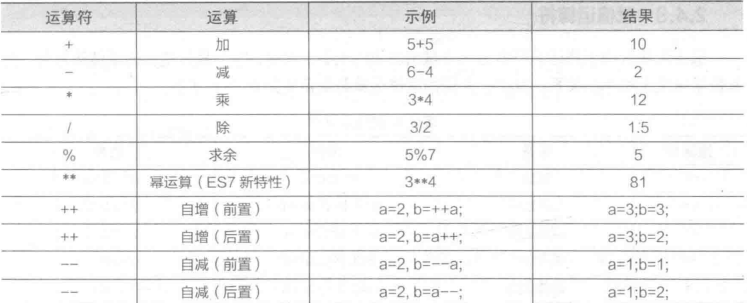 运算符 运算 示例 结果
+ 加 5+5 10
- 减 6-4 2
* 乘 3*4 12
/ 除 3/2 1.5
% 求余 5%7 5
** 幂运算（ES7 新特性） 3**4 81
++ 自增（前置） a=2, b=++a; a=3;b=3;
++ 自增（后置） a=2, b=a++; a=3;b=2;
-- 自减（前置） a=2, b=--a; a=1;b=1;
-- 自减（后置） a=2, b=a--; a=1;b=2;